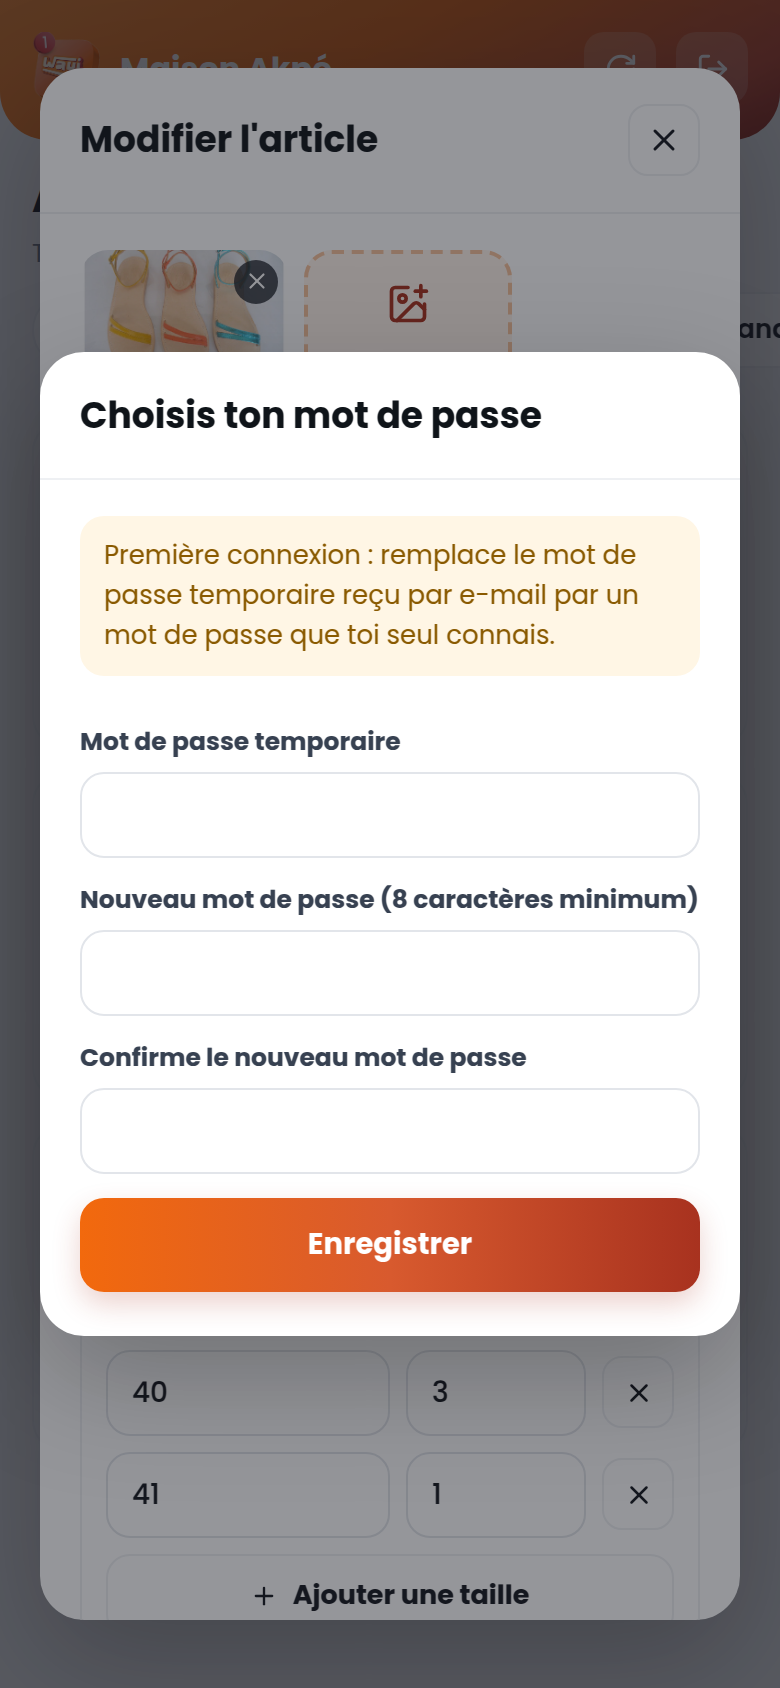 1
Modifier l'article
Choisis ton mot de passe
Première connexion : remplace le mot de
passe temporaire reçu par e-mail par un
mot de passe que toi seul connais.
Mot de passe temporaire
Nouveau mot de passe (8 caractères minimum)
Confirme le nouveau mot de passe
Enregistrer
40 3
41 1
+ Ajouter une taille